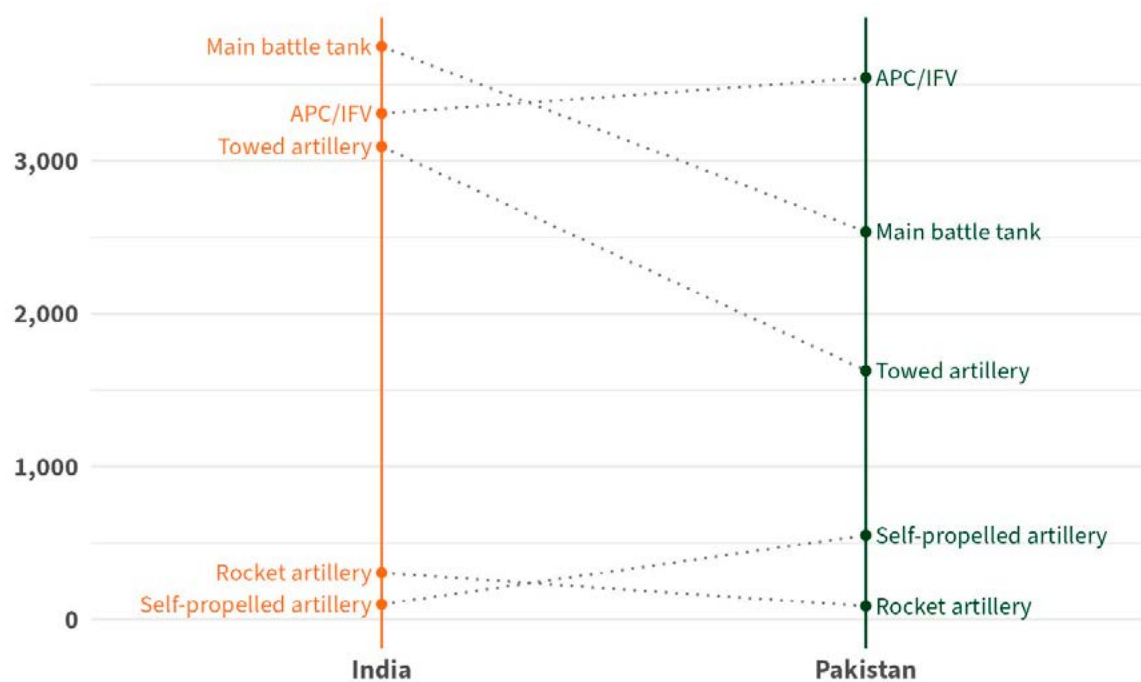 Main battle tank
APC/IFV
APC/IFV
Towed artillery
3,000
Main battle tank
2,000
Towed artillery
1,000
Self-propelled artillery
Rocket artillery
Self-propelled artillery
Rocket artillery
0
India
Pakistan